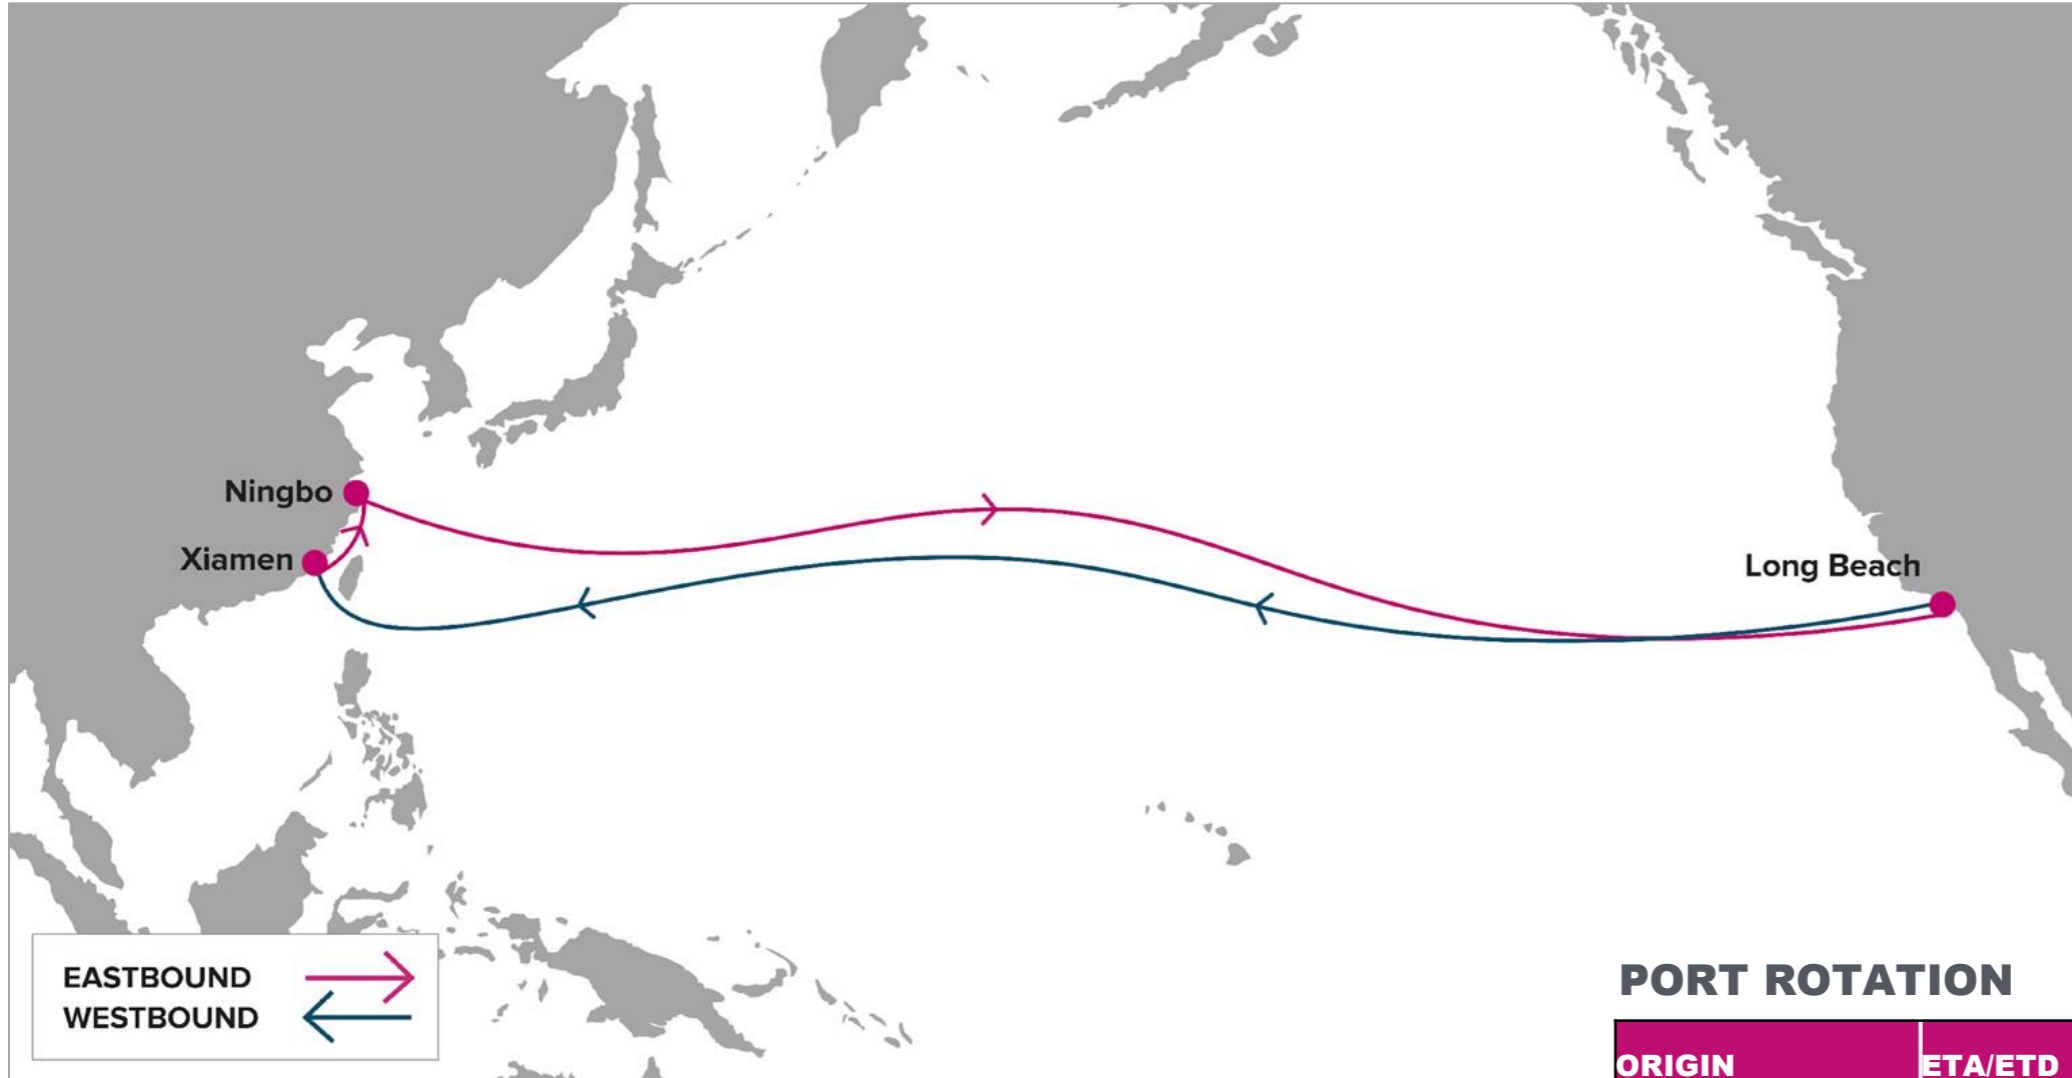 Ningbo
Xiamen
Long Beach
EASTBOUND
WESTBOUND
PORT ROTATION
ORIGIN ETA/ETD